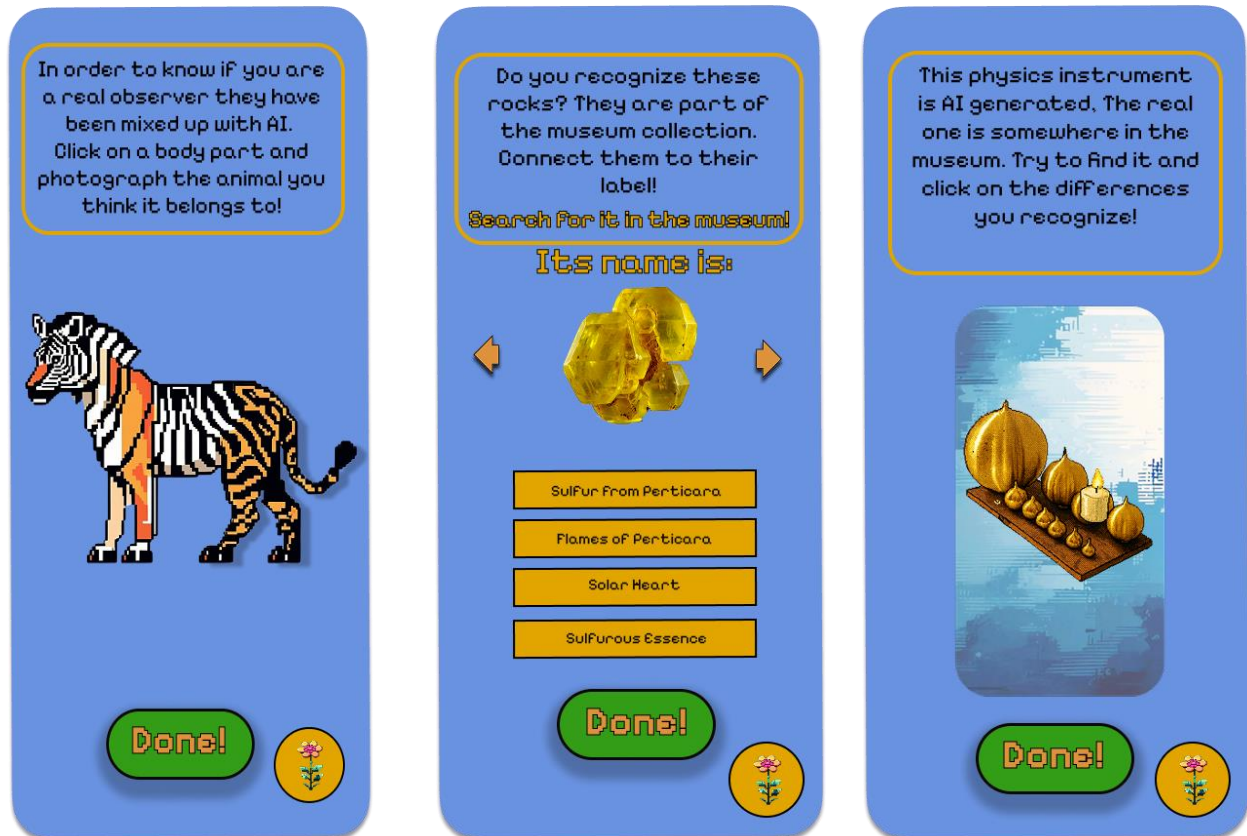 In order to know if you are
a real observer they have
been mixed up with AI.
Click on a body part and
photograph the animal you
think it belongs to!
Done!
Do you recognize these
rocks? They are part of
the museum collection.
Connect them to their
label!
Search for it in the museum!
Its name is:
Sulfur from Perticara
Flames of Perticara
Solar Heart
Sulfurous Essence
Done!
This physics instrument
is AI generated, The real
one is somewhere in the
museum. Try to find it and
click on the differences
you recognize!
Done!